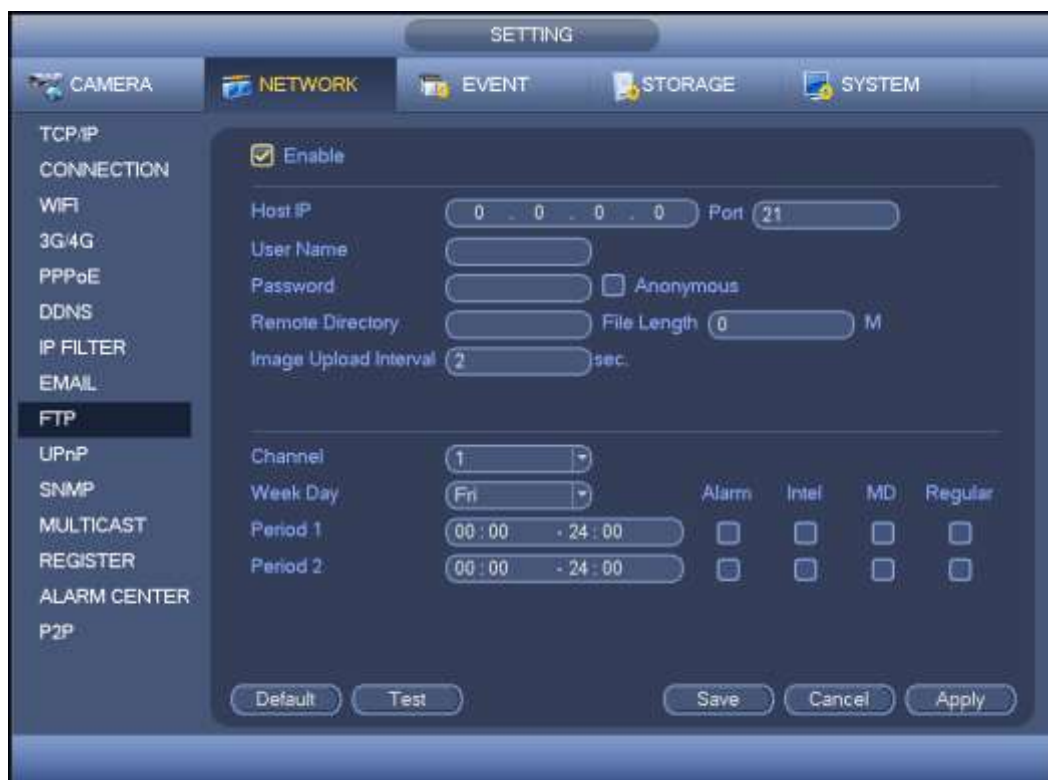 SETTING
CAMERA NETWORK EVENT STORAGE SYSTEM
TCP/IP
CONNECTION
WIFI
3G/4G
PPPoE
DDNS
IP FILTER
EMAIL
FTP
UPnP
SNMP
MULTICAST
REGISTER
ALARM CENTER
P2P
Enable
Host IP 0 . 0 . 0 . 0 Port 21
User Name
Password Anonymous
Remote Directory File Length 0 M
Image Upload Interval 2 sec.
Channel 1
Week Day Fri Alarm Intel MD Regular
Period 1 00 : 00 - 24 : 00
Period 2 00 : 00 - 24 : 00
Default Test Save Cancel Apply